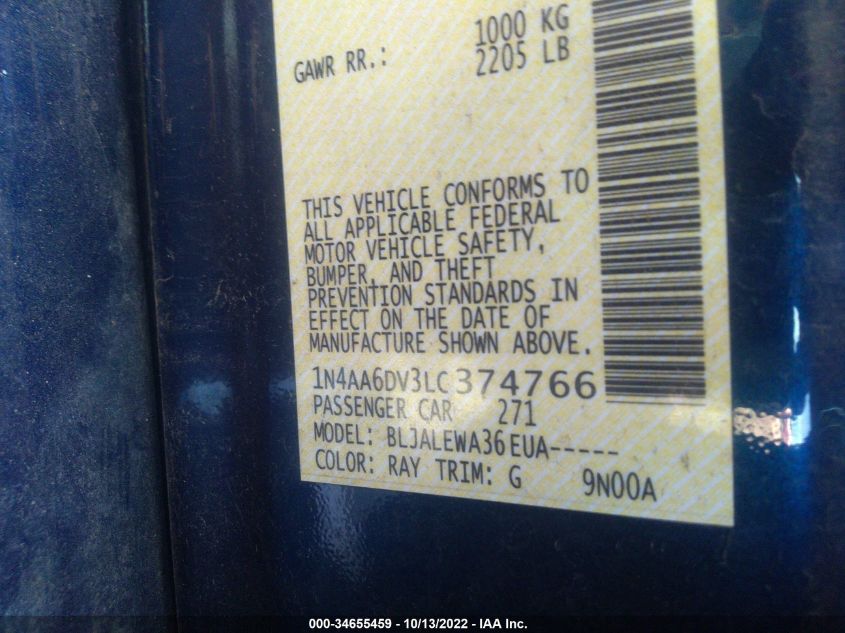 GAWR RR.: 1000 KG
2205 LB
THIS VEHICLE CONFORMS TO
ALL APPLICABLE FEDERAL
MOTOR VEHICLE SAFETY,
BUMPER, AND THEFT
PREVENTION STANDARDS IN
EFFECT ON THE DATE OF
MANUFACTURE SHOWN ABOVE.
1N4AA6DV3LC374766
PASSENGER CAR 271
MODEL: BLJALEWA36EUA-----
COLOR: RAY TRIM: G 9N00A
000-34655459 - 10/13/2022 - IAA Inc.